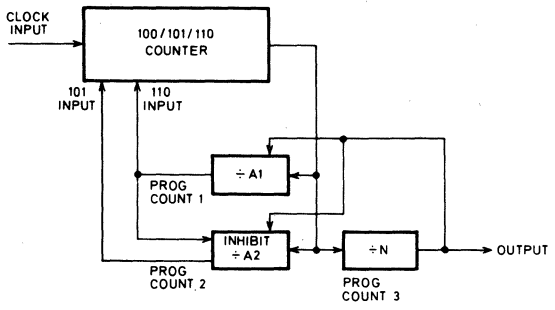 CLOCK
INPUT
100/101/110
COUNTER
101
INPUT
110
INPUT
÷ A1
PROG
COUNT 1
INHIBIT
÷ A2
PROG
COUNT 2
÷ N
PROG
COUNT 3
OUTPUT